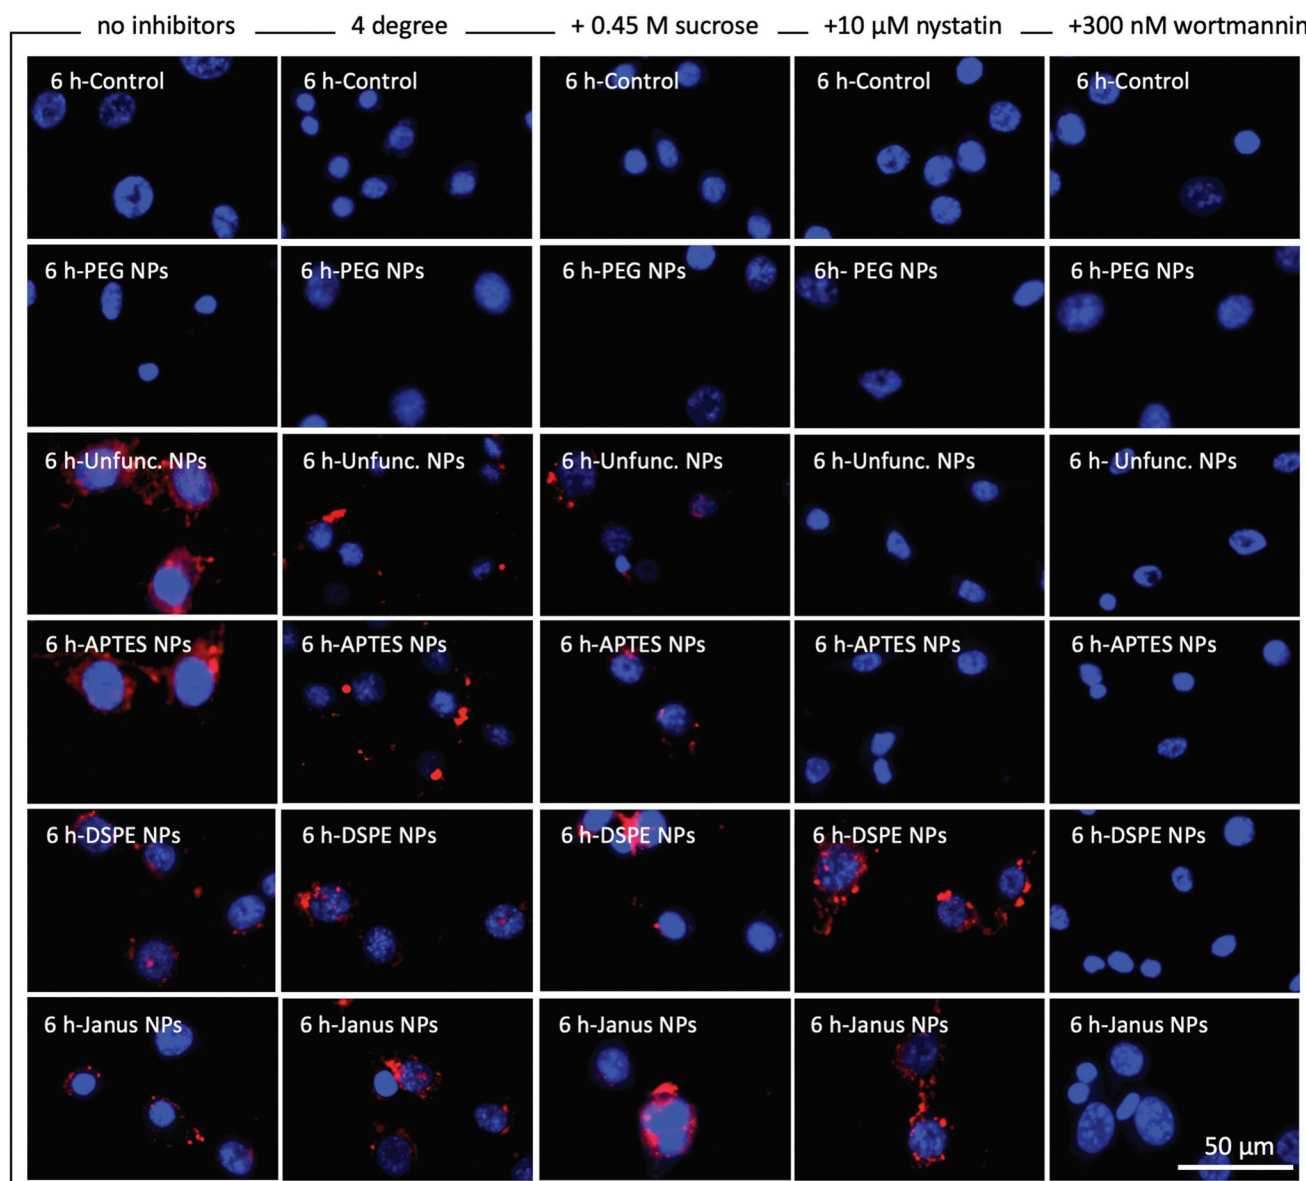 no inhibitors 4 degree + 0.45 M sucrose +10 µM nystatin +300 nM wortmannin
6 h-Control 6 h-Control 6 h-Control 6 h-Control 6 h-Control
6 h-PEG NPs 6 h-PEG NPs 6 h-PEG NPs 6h- PEG NPs 6 h-PEG NPs
6 h-Unfunc. NPs 6 h-Unfunc. NPs 6 h-Unfunc. NPs 6 h-Unfunc. NPs 6 h- Unfunc. NPs
6 h-APTES NPs 6 h-APTES NPs 6 h-APTES NPs 6 h-APTES NPs 6 h-APTES NPs
6 h-DSPE NPs 6 h-DSPE NPs 6 h-DSPE NPs 6 h-DSPE NPs 6 h-DSPE NPs
6 h-Janus NPs 6 h-Janus NPs 6 h-Janus NPs 6 h-Janus NPs 6 h-Janus NPs
50 µm